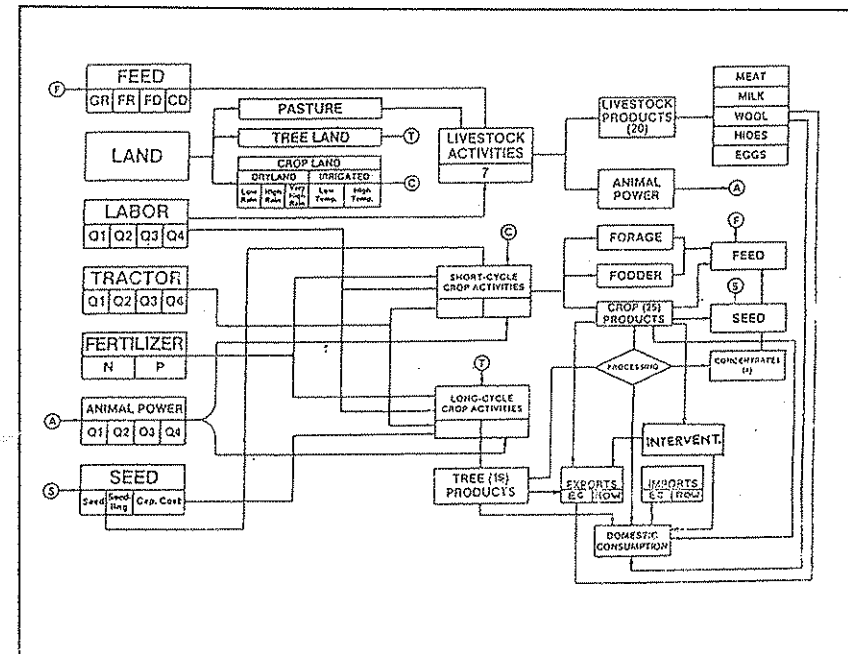 F
FEED
GR FR FD CD
LAND
PASTURE
TREE LAND
T
CROP LAND
DRYLAND IRRIGATED
Low Rain High Rain Very High Rain Low Temp. High Temp.
C
LABOR
Q1 Q2 Q3 Q4
TRACTOR
Q1 Q2 Q3 Q4
FERTILIZER
N P
A
ANIMAL POWER
Q1 Q2 Q3 Q4
S
SEED
Seed Seed-ling Cap. Cost
LIVESTOCK
ACTIVITIES
7
C
SHORT-CYCLE
CROP ACTIVITIES
T
LONG-CYCLE
CROP ACTIVITIES
TREE
PRODUCTS
LIVESTOCK
PRODUCTS
(20)
MEAT
MILK
WOOL
HIDES
EGGS
ANIMAL
POWER
A
FORAGE
FODDER
CROP (25)
PRODUCTS
F
FEED
S
SEED
PROCESSING
CONCENTRATES
INTERVENT.
EXPORTS
EC ROW
IMPORTS
EC ROW
DOMESTIC
CONSUMPTION